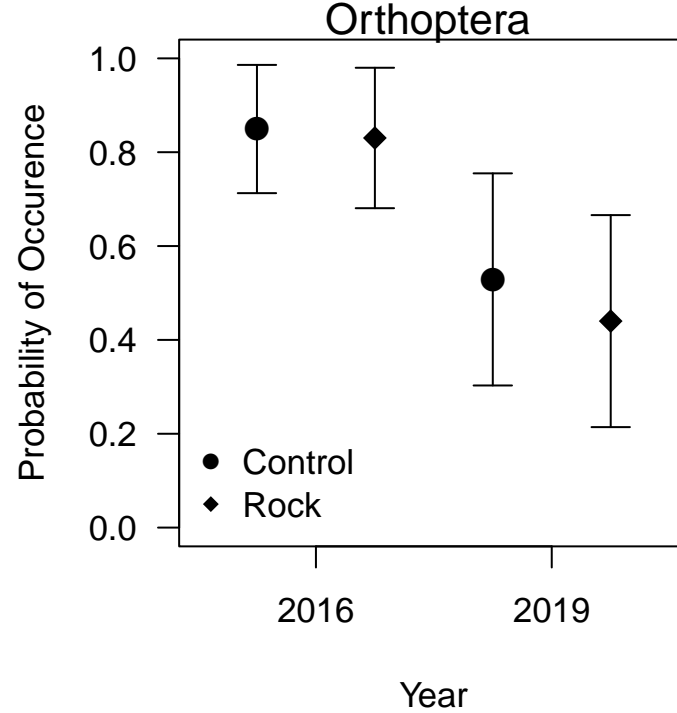 Orthoptera
Probability of Occurence
1.0
0.8
0.6
0.4
0.2
0.0
Control
Rock
2016 2019
Year